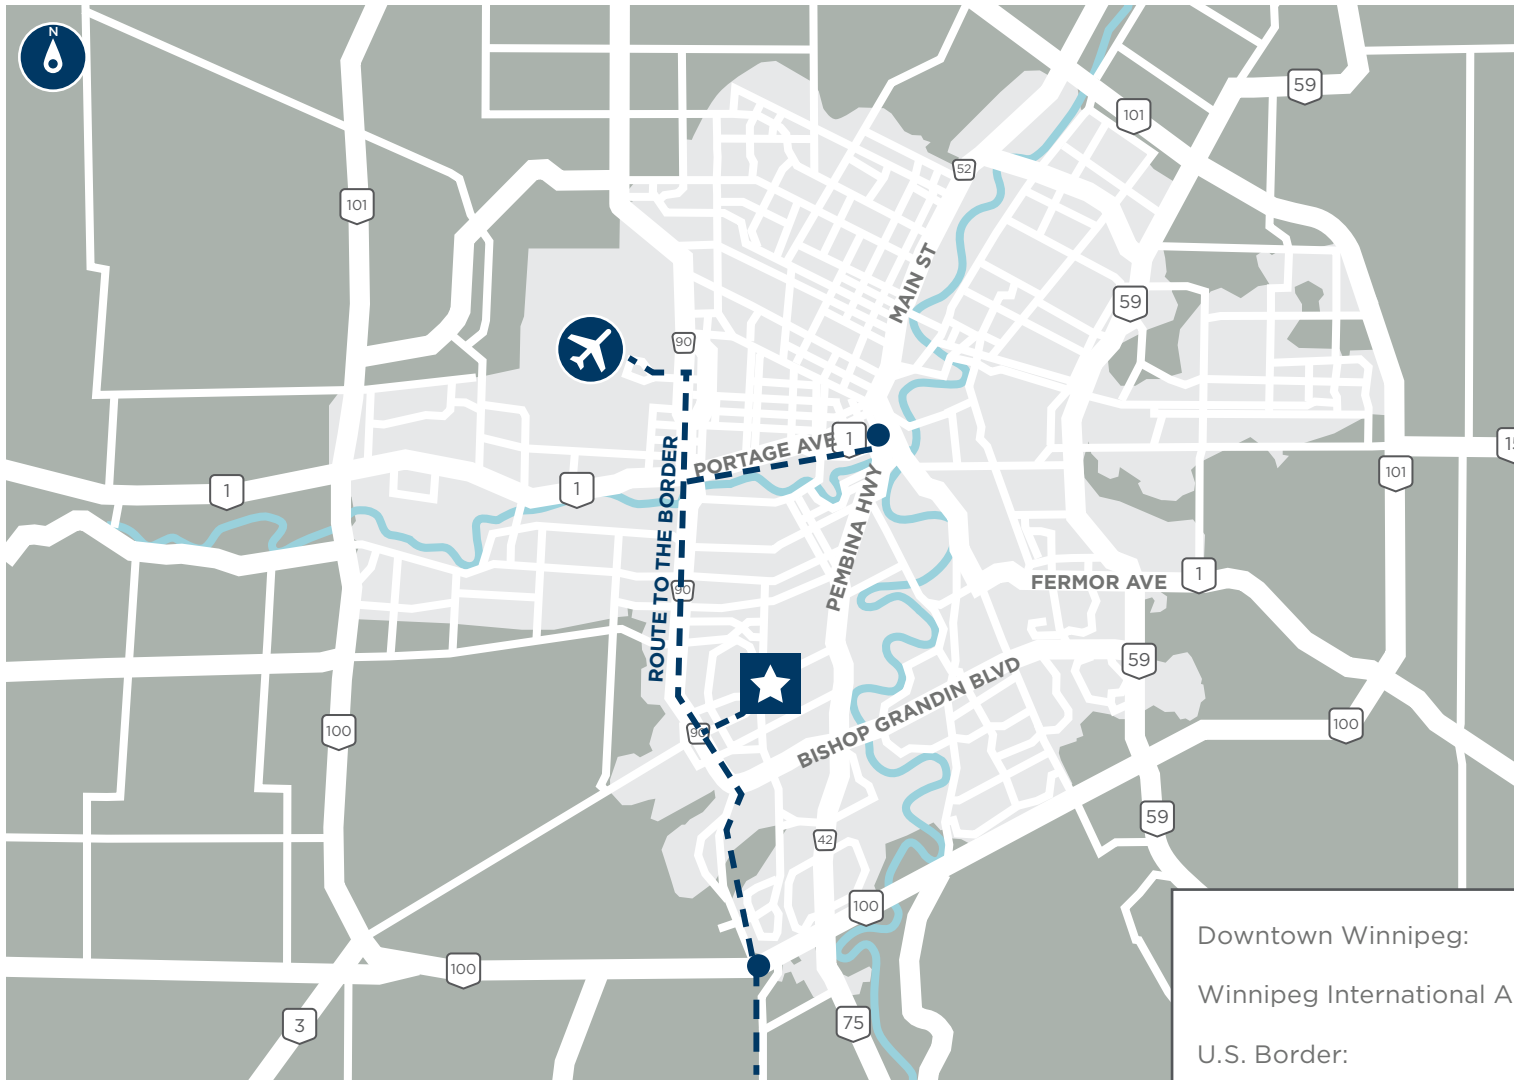 N
59
101
52
101
MAIN ST
59
90
PORTAGE AVE
1
1
1
101
ROUTE TO THE BORDER
PEMBINA HWY
90
FERMOR AVE
1
59
BISHOP GRANDIN BLVD
100
90
100
59
42
100
100
3
75
Downtown Winnipeg:
Winnipeg International A
U.S. Border: